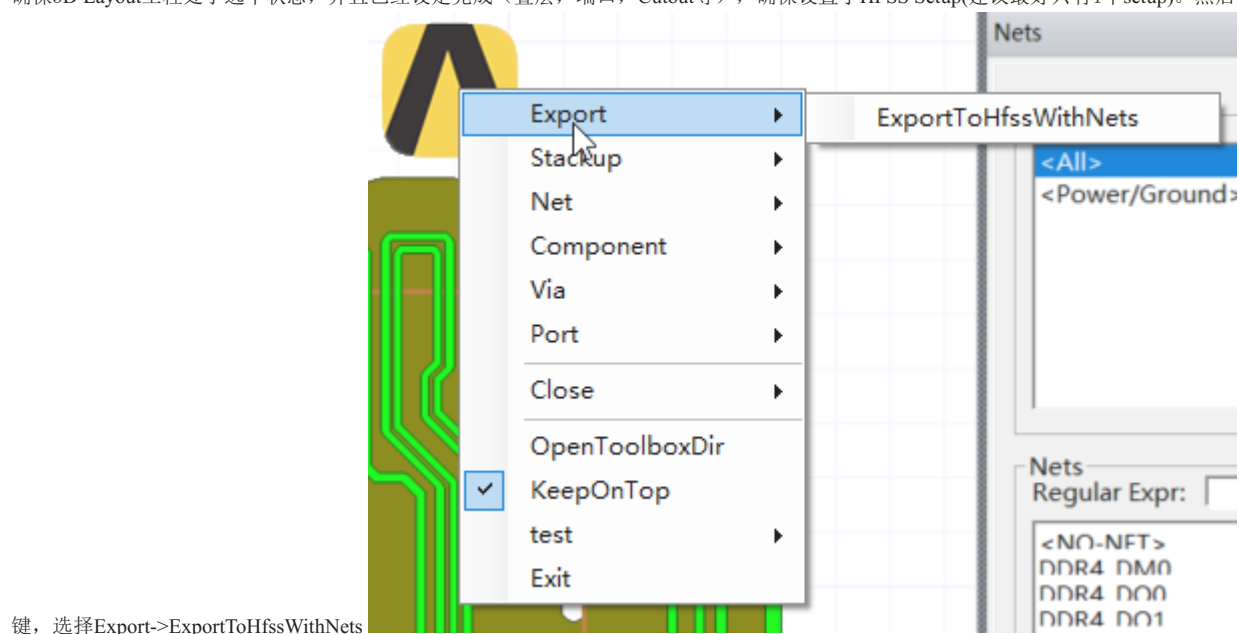 确保3D Layout工程处于选中状态，并且已经设定完成（叠层，端口，Cutout等），确保设置了HFSS Setup(建议最好只有1个setup)。然后
Nets
Export
ExportToHfssWithNets
Stackup
<All>
Net
<Power/Ground>
Component
Via
Port
Close
OpenToolboxDir
Nets
KeepOnTop
Regular Expr:
test
<NO-NET>
DDR4_DM0
Exit
DDR4_DQ0
DDR4_DQ1
键，选择Export->ExportToHfssWithNets